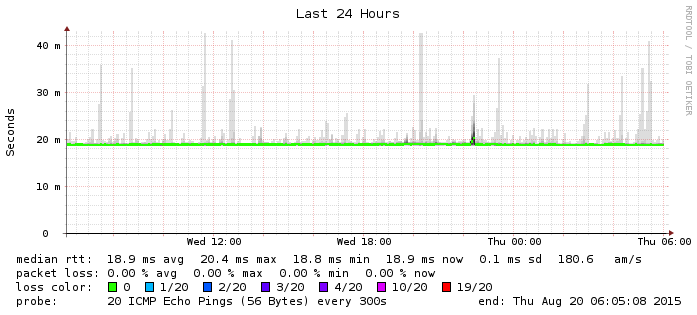 Last 24 Hours
RRDTOOL / TOBI OETIKER
Seconds
40 m
30 m
20 m
10 m
0
Wed 12:00 Wed 18:00 Thu 00:00 Thu 06:00
median rtt: 18.9 ms avg 20.4 ms max 18.8 ms min 18.9 ms now 0.1 ms sd 180.6 am/s
packet loss: 0.00 % avg 0.00 % max 0.00 % min 0.00 % now
loss color: 0 1/20 2/20 3/20 4/20 10/20 19/20
probe: 20 ICMP Echo Pings (56 Bytes) every 300s end: Thu Aug 20 06:05:08 2015